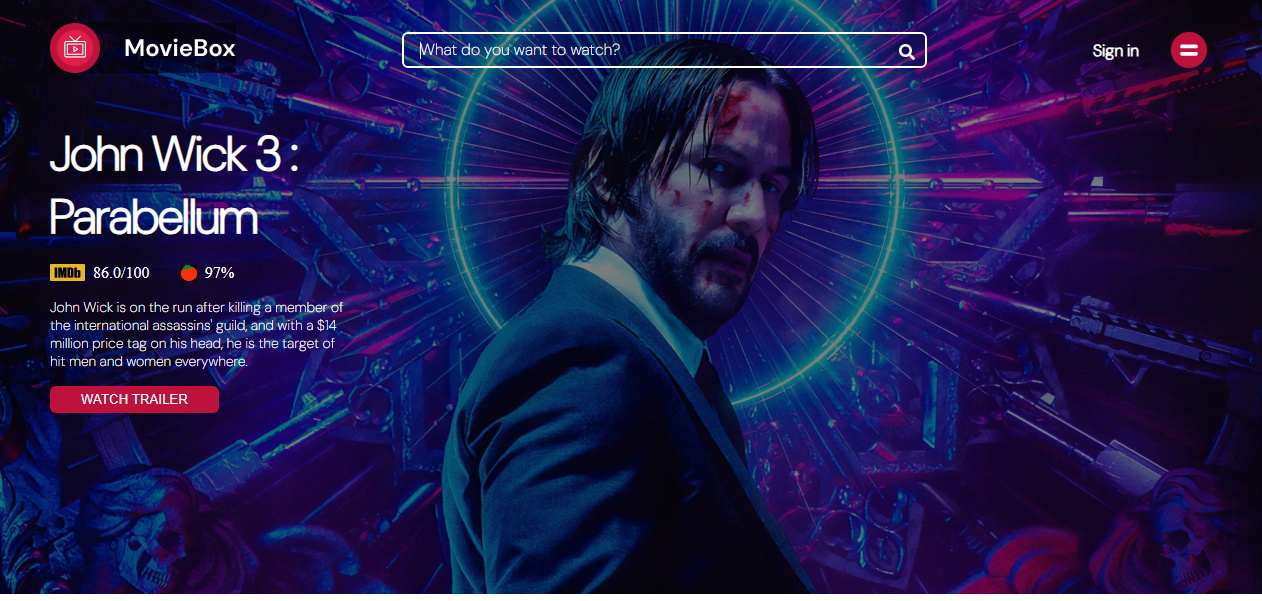 MovieBox
What do you want to watch?
Sign in
John Wick 3 :
Parabellum
IMDb 86.0/100 97%
John Wick is on the run after killing a member of
the international assassins' guild, and with a $14
million price tag on his head, he is the target of
hit men and women everywhere.
WATCH TRAILER